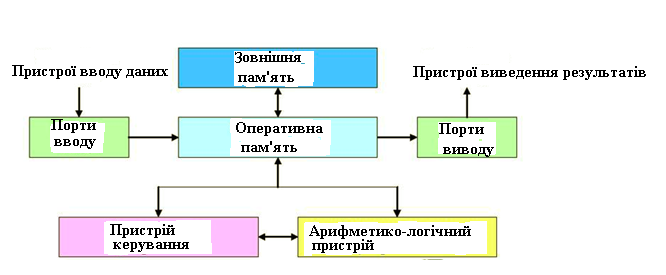 Зовнішня
пам'ять
Пристрої вводу даних
Пристрої виведення результатів
Порти
вводу
Оперативна
пам'ять
Порти
виводу
Пристрій
керування
Арифметико-логічний
пристрій